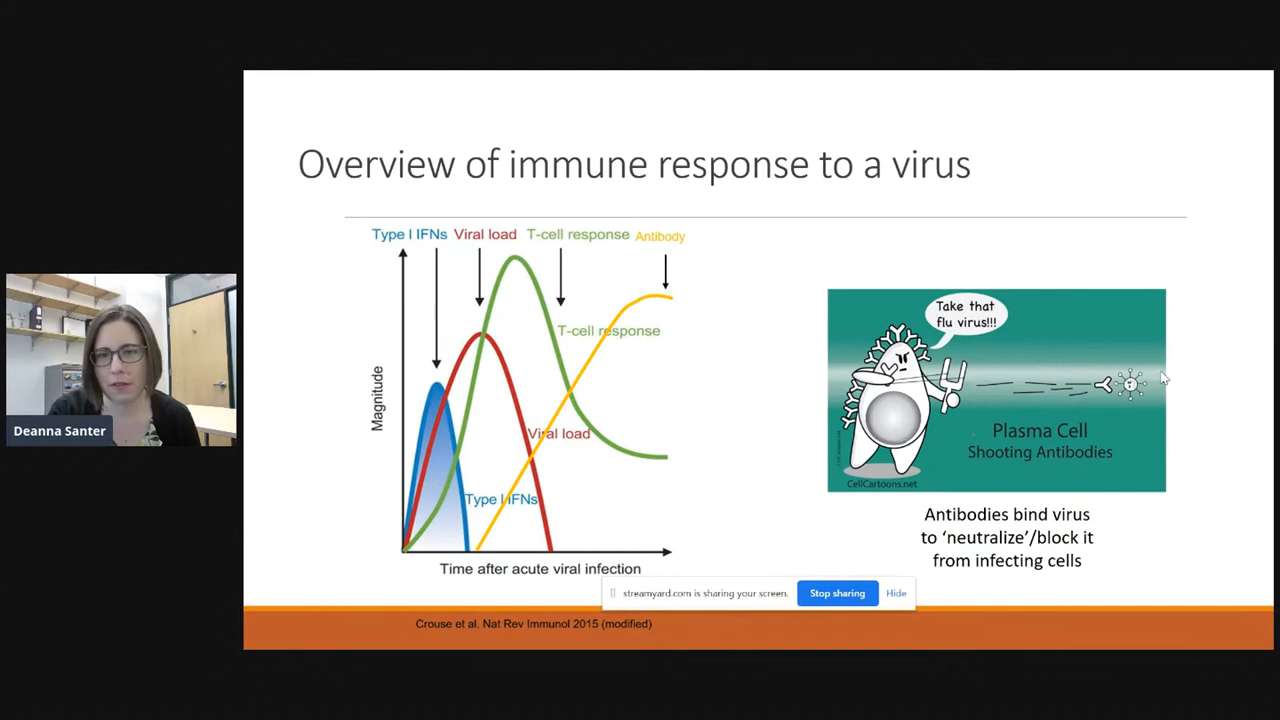 Overview of immune response to a virus
Type I IFNs Viral load T-cell response Antibody
T-cell response
Viral load
Type I IFNs
Magnitude
Time after acute viral infection
Take that
flu virus!!!
Plasma Cell
Shooting Antibodies
CellCartoons.net
Antibodies bind virus
to ‘neutralize’/block it
from infecting cells
Deanna Santer
streamyard.com is sharing your screen. Stop sharing Hide
Crouse et al. Nat Rev Immunol 2015 (modified)